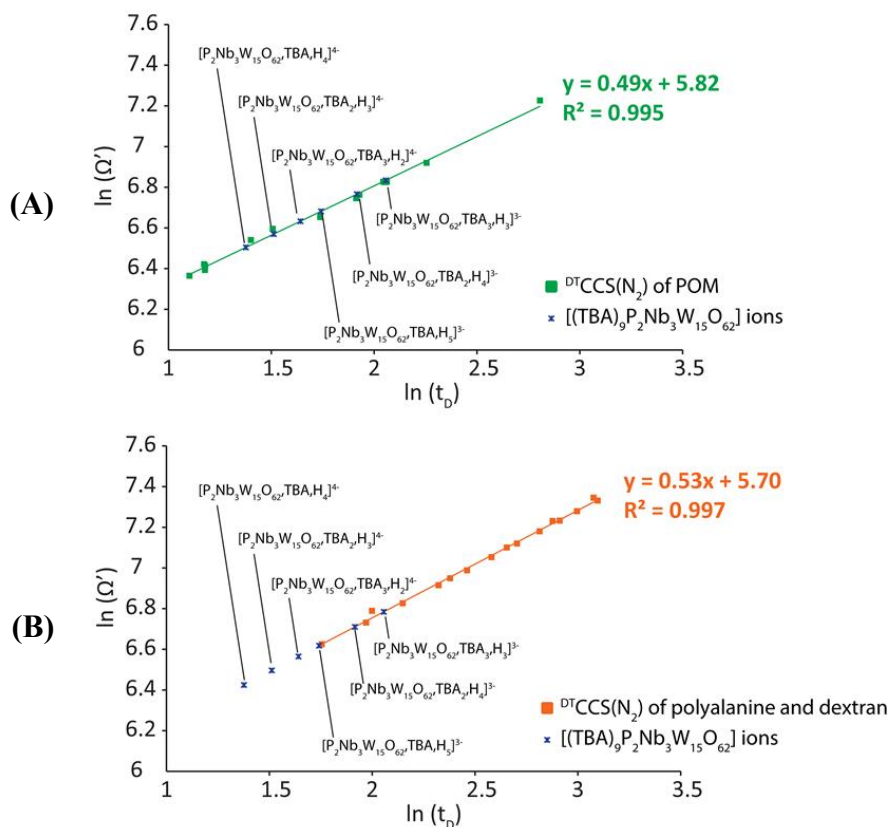 (A)
ln (Ω’)
7.6
7.4
7.2
7
6.8
6.6
6.4
6.2
6
[P₂Nb₃W₁₅O₆₂,TBA,H₄]⁴⁻
[P₂Nb₃W₁₅O₆₂,TBA₂,H₃]⁴⁻
[P₂Nb₃W₁₅O₆₂,TBA₃,H₂]⁴⁻
y = 0.49x + 5.82
R² = 0.995
[P₂Nb₃W₁₅O₆₂,TBA₃,H₃]³⁻
[P₂Nb₃W₁₅O₆₂,TBA₂,H₄]³⁻
[P₂Nb₃W₁₅O₆₂,TBA,H₅]³⁻
ᴰᵀCCS(N₂) of POM
[(TBA)₉P₂Nb₃W₁₅O₆₂] ions
1 1.5 2 2.5 3 3.5
ln (t_D)
(B)
ln (Ω’)
7.6
7.4
7.2
7
6.8
6.6
6.4
6.2
6
[P₂Nb₃W₁₅O₆₂,TBA,H₄]⁴⁻
[P₂Nb₃W₁₅O₆₂,TBA₂,H₃]⁴⁻
[P₂Nb₃W₁₅O₆₂,TBA₃,H₂]⁴⁻
y = 0.53x + 5.70
R² = 0.997
[P₂Nb₃W₁₅O₆₂,TBA₃,H₃]³⁻
[P₂Nb₃W₁₅O₆₂,TBA₂,H₄]³⁻
[P₂Nb₃W₁₅O₆₂,TBA,H₅]³⁻
ᴰᵀCCS(N₂) of polyalanine and dextran
[(TBA)₉P₂Nb₃W₁₅O₆₂] ions
1 1.5 2 2.5 3 3.5
ln (t_D)